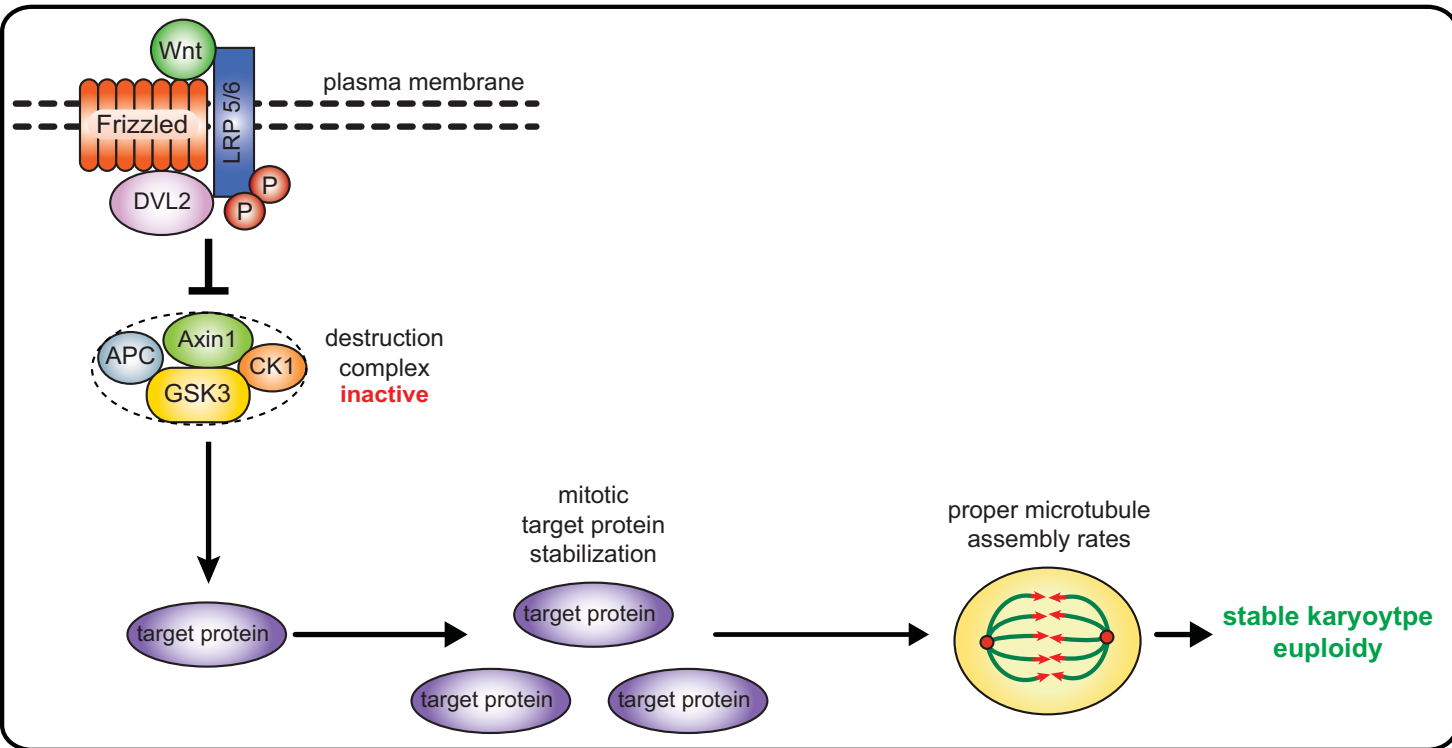 Wnt
plasma membrane
Frizzled
LRP 5/6
DVL2
P
P
APC
Axin1
CK1
GSK3
destruction
complex
inactive
mitotic
target protein
stabilization
proper microtubule
assembly rates
target protein
target protein
target protein
target protein
stable karyoytpe
euploidy